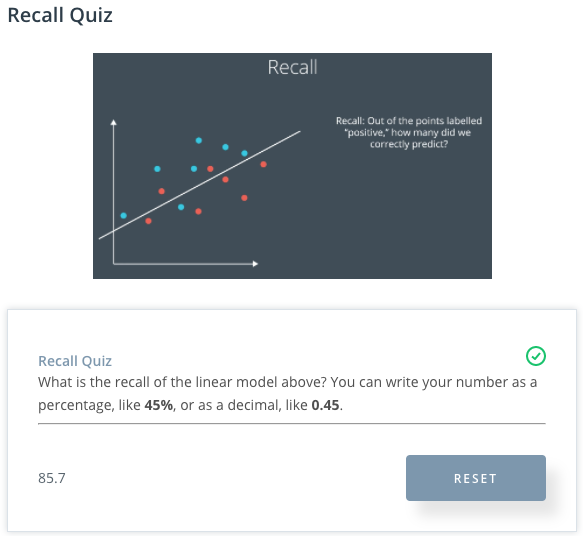 Recall Quiz
Recall
Recall: Out of the points labelled
"positive," how many did we
correctly predict?
Recall Quiz
What is the recall of the linear model above? You can write your number as a
percentage, like 45%, or as a decimal, like 0.45.
85.7
RESET